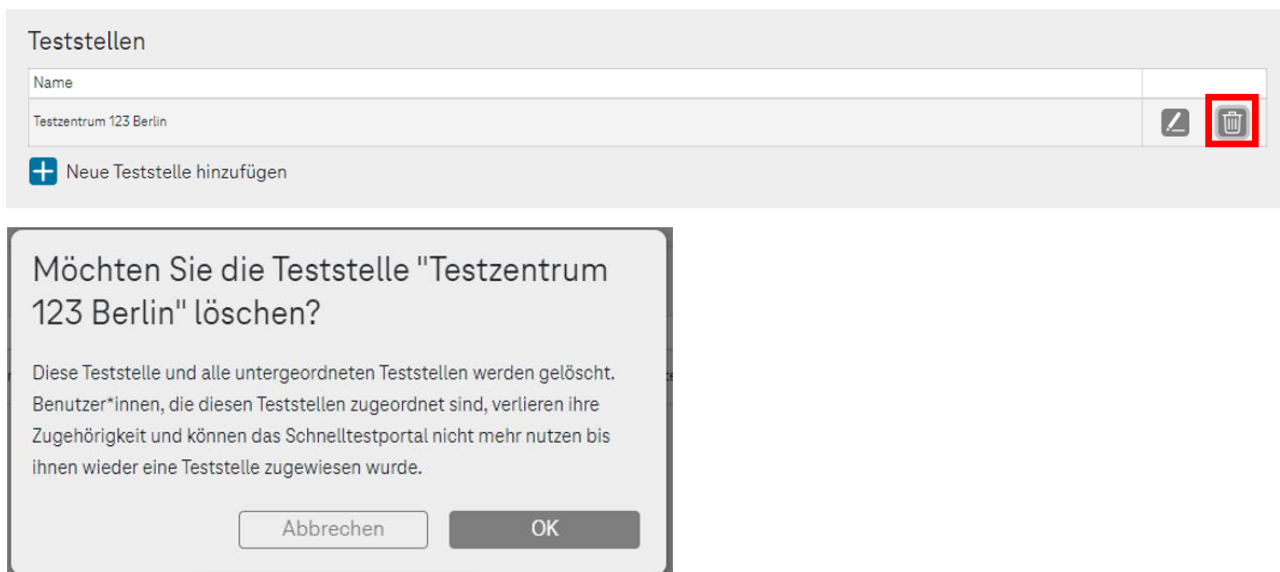 Teststellen
Name
Testzentrum 123 Berlin
Neue Teststelle hinzufügen
Möchten Sie die Teststelle "Testzentrum
123 Berlin" löschen?
Diese Teststelle und alle untergeordneten Teststellen werden gelöscht.
Benutzer*innen, die diesen Teststellen zugeordnet sind, verlieren ihre
Zugehörigkeit und können das Schnelltestportal nicht mehr nutzen bis
ihnen wieder eine Teststelle zugewiesen wurde.
Abbrechen OK